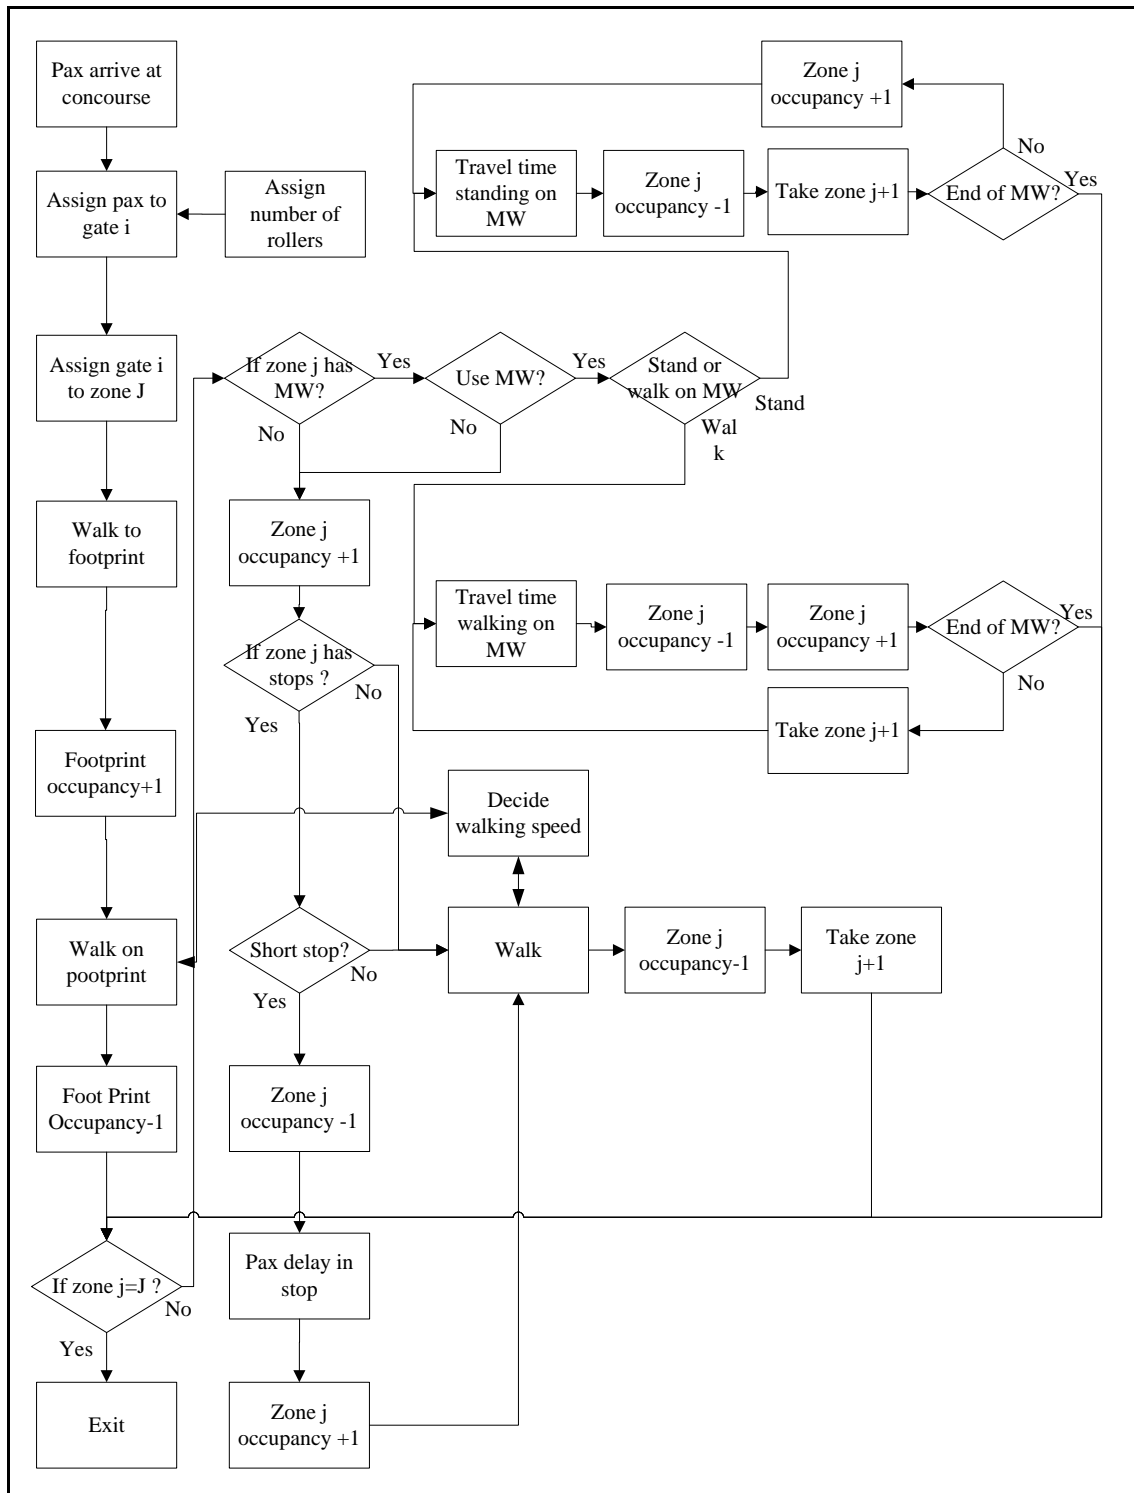 Pax arrive at
concourse
Assign pax to
gate i
Assign
number of
rollers
Assign gate i
to zone J
Walk to
footprint
Footprint
occupancy+1
Walk on
pootprint
Foot Print
Occupancy-1
If zone j=J ?
No
Yes
Exit
If zone j has
MW?
Yes
No
Use MW?
Yes
No
Stand or
walk on MW
Stand
Wal
k
Travel time
standing on
MW
Zone j
occupancy -1
Take zone j+1
End of MW?
No
Yes
Zone j
occupancy +1
Travel time
walking on
MW
Zone j
occupancy -1
Zone j
occupancy +1
End of MW?
Yes
No
Take zone j+1
Zone j
occupancy +1
If zone j has
stops ?
No
Yes
Decide
walking speed
Short stop?
No
Yes
Walk
Zone j
occupancy-1
Take zone
j+1
Zone j
occupancy -1
Pax delay in
stop
Zone j
occupancy +1